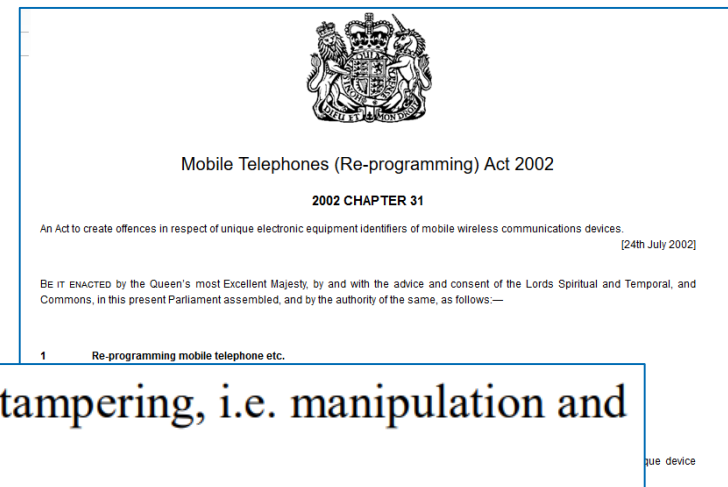 DIEU ET MON DROIT
Mobile Telephones (Re-programming) Act 2002
2002 CHAPTER 31
An Act to create offences in respect of unique electronic equipment identifiers of mobile wireless communications devices.
[24th July 2002]
BE IT ENACTED by the Queen's most Excellent Majesty, by and with the advice and consent of the Lords Spiritual and Temporal, and
Commons, in this present Parliament assembled, and by the authority of the same, as follows:—
1 Re-programming mobile telephone etc.
tampering, i.e. manipulation and
que device